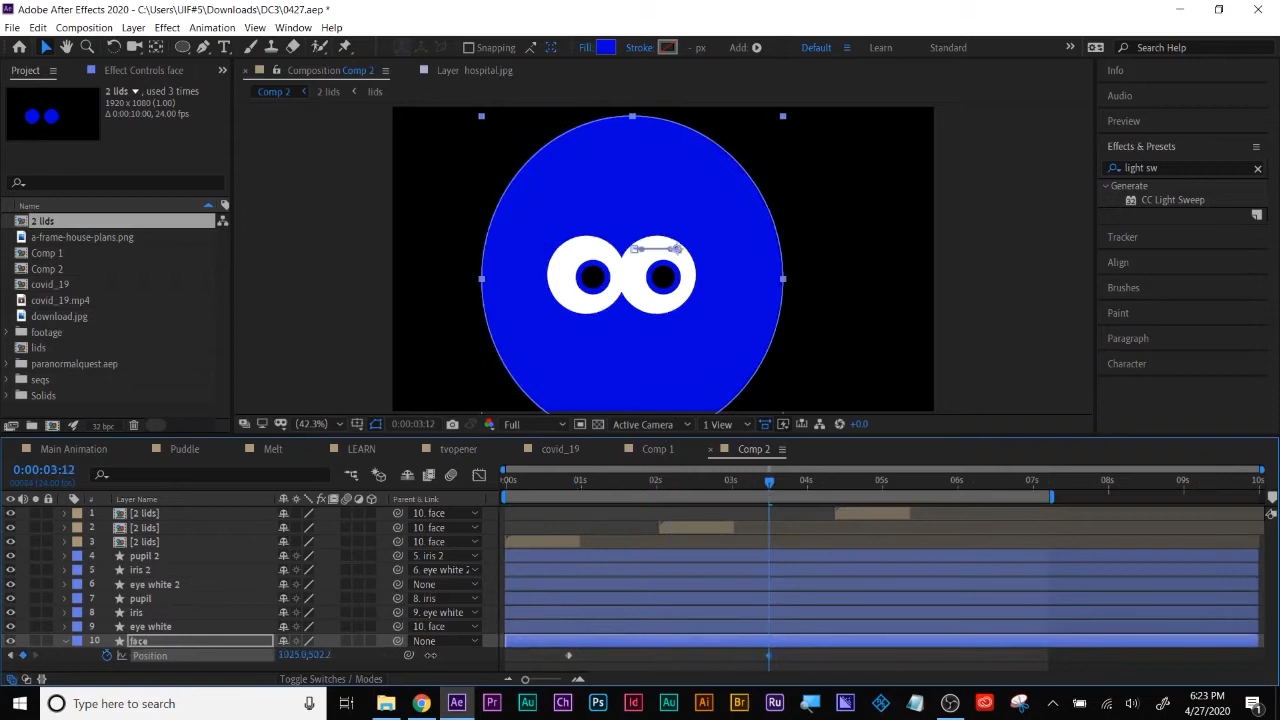 Adobe After Effects 2020 - C:\Users\UIF#5\Downloads\DC3\0427.aep *
File Edit Composition Layer Effect Animation View Window Help
Snapping
Fill
Stroke
- px
Add:
Default
Learn
Standard
Search Help
Project
Effect Controls face
Composition Comp 2
Layer hospital.jpg
Info
2 lids , used 3 times
1920 x 1080 (1.00)
Δ 0:00:10:00, 24.00 fps)
Comp 2
2 lids
lids
Audio
Preview
Effects & Presets
light sw
Generate
CC Light Sweep
Tracker
Align
Brushes
Paint
Paragraph
Character
Name
2 lids
a-frame-house-plans.png
Comp 1
Comp 2
covid_19
covid_19.mp4
download.jpg
footage
lids
paranormalquest.aep
seqs
Solids
32 bpc
(42.3%)
0:00:03:12
Full
Active Camera
1 View
+0.0
Main Animation
Puddle
Melt
LEARN
tvopener
covid_19
Comp 1
Comp 2
0:00:03:12
00084 (24.00 fps)
:00s 01s 02s 03s 04s 05s 06s 07s 08s 09s 10s
# Layer Name Parent & Link
1 [2 lids] 10. face
2 [2 lids] 10. face
3 [2 lids] 10. face
4 pupil 2 5. iris 2
5 iris 2 6. eye white 2
6 eye white 2 None
7 pupil 8. iris
8 iris 9. eye white
9 eye white 10. face
10 face None
Position 1025.0,502.2
Toggle Switches / Modes
Type here to search
6:23 PM
4/27/2020